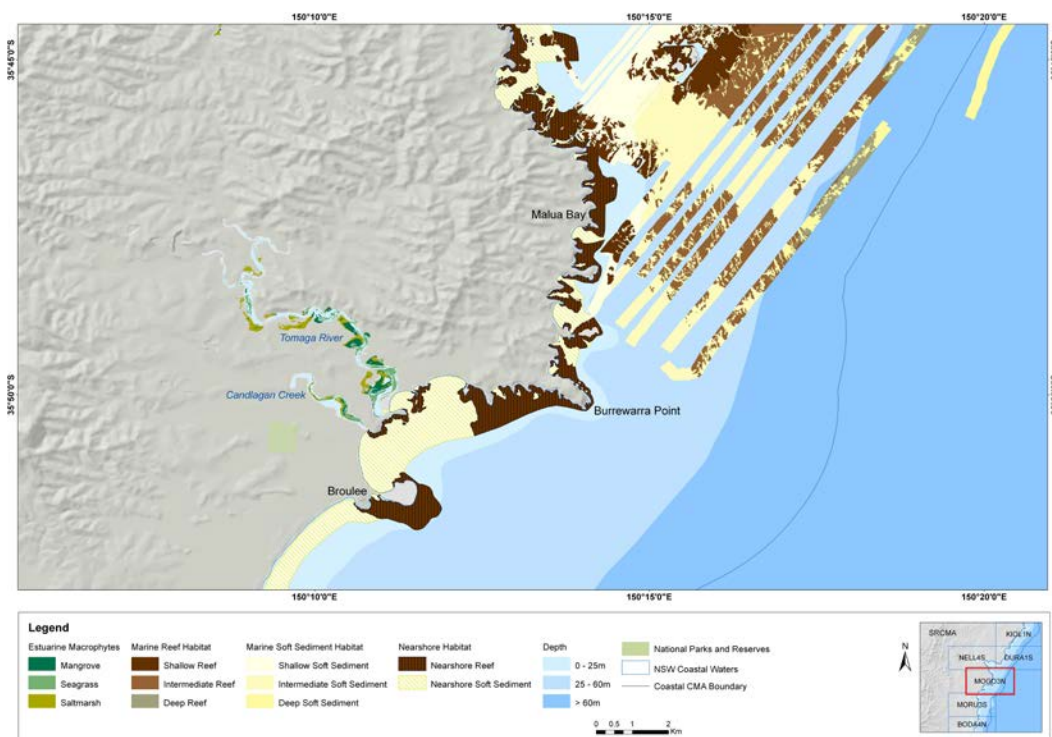 150°10'0"E 150°15'0"E 150°20'0"E
35°45'0"S
Malua Bay
Tomaga River
Candlagan Creek
35°50'0"S
Burrewarra Point
Broulee
150°10'0"E 150°15'0"E 150°20'0"E
Legend
Estuarine Macrophytes
Mangrove
Seagrass
Saltmarsh
Marine Reef Habitat
Shallow Reef
Intermediate Reef
Deep Reef
Marine Soft Sediment Habitat
Shallow Soft Sediment
Intermediate Soft Sediment
Deep Soft Sediment
Nearshore Habitat
Nearshore Reef
Nearshore Soft Sediment
Depth
0 - 25m
25 - 60m
> 60m
National Parks and Reserves
NSW Coastal Waters
Coastal CMA Boundary
0 0.5 1 2
Km
N
SRCMA
KIOL1N
NELL4S
DURA1S
MOGO3N
MORU3S
BODA4N